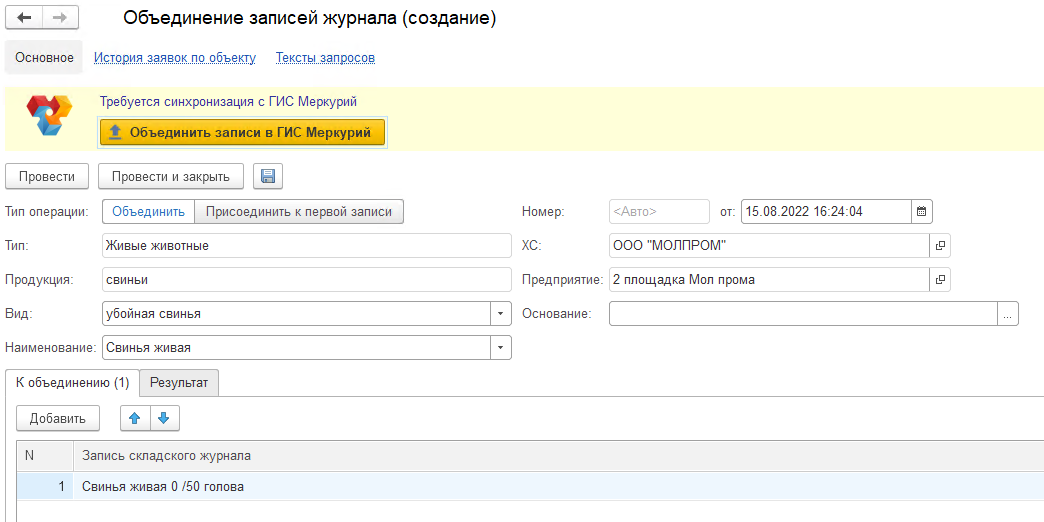 Объединение записей журнала (создание)
Основное История заявок по объекту Тексты запросов
Требуется синхронизация с ГИС Меркурий
Объединить записи в ГИС Меркурий
Провести Провести и закрыть
Тип операции: Объединить Присоединить к первой записи Номер: <Авто> от: 15.08.2022 16:24:04
Тип: Живые животные ХС: ООО "МОЛПРОМ"
Продукция: свиньи Предприятие: 2 площадка Мол прома
Вид: убойная свинья Основание: ...
Наименование: Свинья живая
К объединению (1) Результат
Добавить
N Запись складского журнала
1 Свинья живая 0 /50 голова